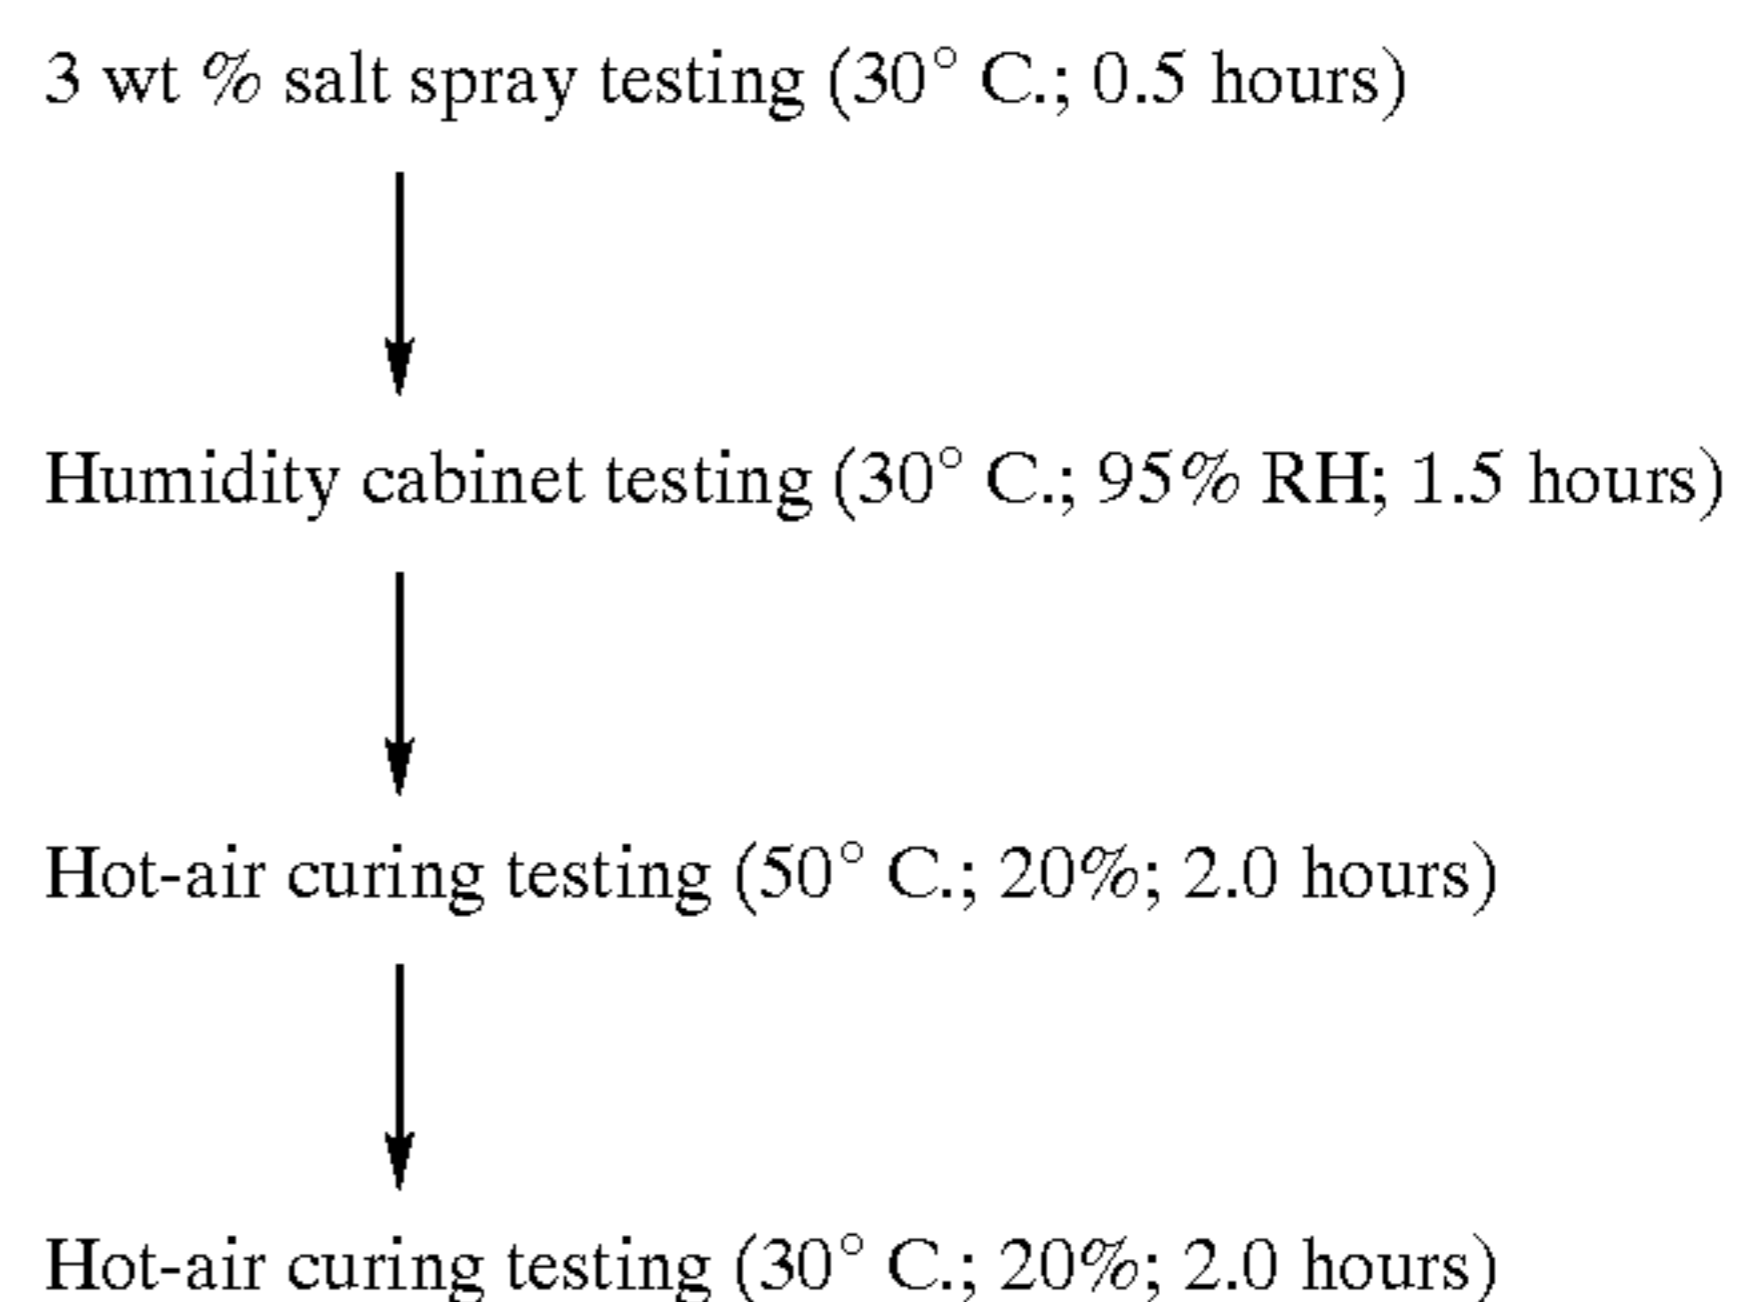 3 wt % salt spray testing (30° C.; 0.5 hours)
Humidity cabinet testing (30° C.; 95% RH; 1.5 hours)
Hot-air curing testing (50° C.; 20%; 2.0 hours)
Hot-air curing testing (30° C.; 20%; 2.0 hours)